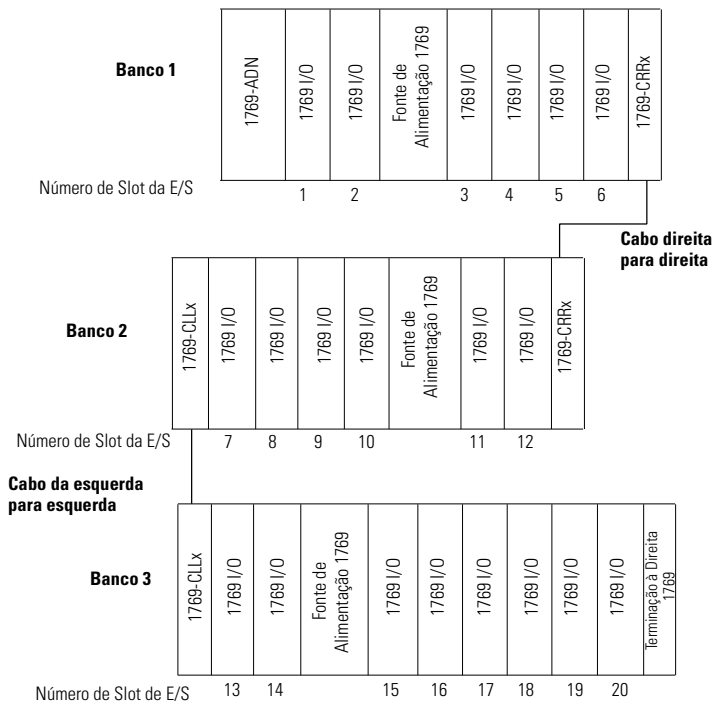 Banco 1
1769-ADN
1769 I/O
1769 I/O
Fonte de
Alimentação 1769
1769 I/O
1769 I/O
1769 I/O
1769 I/O
1769-CRRx
Número de Slot da E/S
1
2
3
4
5
6
Cabo direita
para direita
Banco 2
1769-CLLx
1769 I/O
1769 I/O
1769 I/O
1769 I/O
Fonte de
Alimentação 1769
1769 I/O
1769 I/O
1769-CRRx
Número de Slot da E/S
7
8
9
10
11
12
Cabo da esquerda
para esquerda
Banco 3
1769-CLLx
1769 I/O
1769 I/O
Fonte de
Alimentação 1769
1769 I/O
1769 I/O
1769 I/O
1769 I/O
1769 I/O
1769 I/O
Terminação à Direita
1769
Número de Slot de E/S
13
14
15
16
17
18
19
20